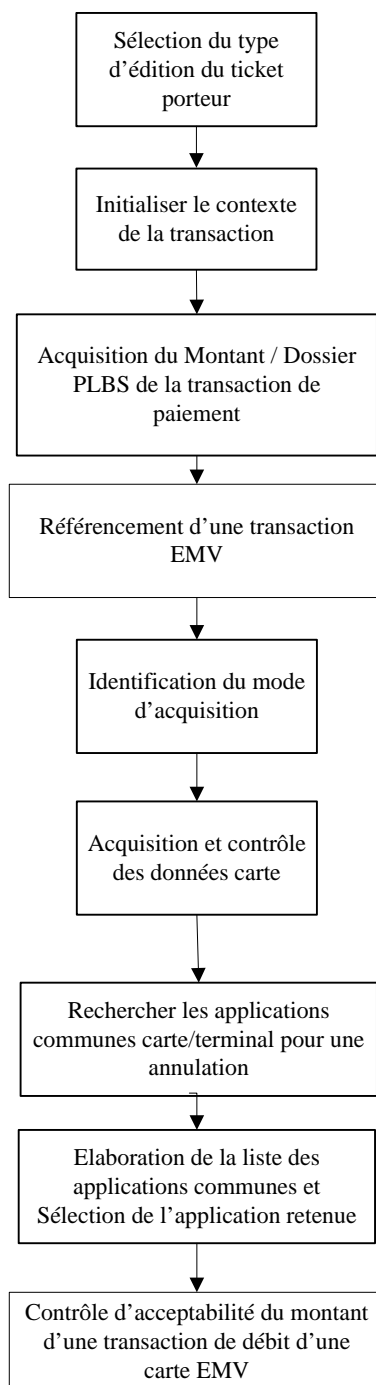 Sélection du type
d’édition du ticket
porteur
Initialiser le contexte
de la transaction
Acquisition du Montant / Dossier
PLBS de la transaction de
paiement
Référencement d’une transaction
EMV
Identification du mode
d’acquisition
Acquisition et contrôle
des données carte
Rechercher les applications
communes carte/terminal pour une
annulation
Elaboration de la liste des
applications communes et
Sélection de l’application retenue
Contrôle d’acceptabilité du montant
d’une transaction de débit d’une
carte EMV